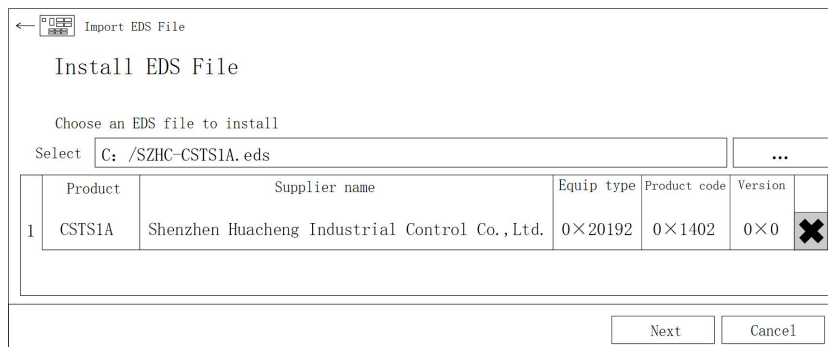 Import EDS File
Install EDS File
Choose an EDS file to install
Select C: /SZHC-CSTS1A.eds ...
Product Supplier name Equip type Product code Version
1 CSTS1A Shenzhen Huacheng Industrial Control Co.,Ltd. 0×20192 0×1402 0×0
Next Cancel